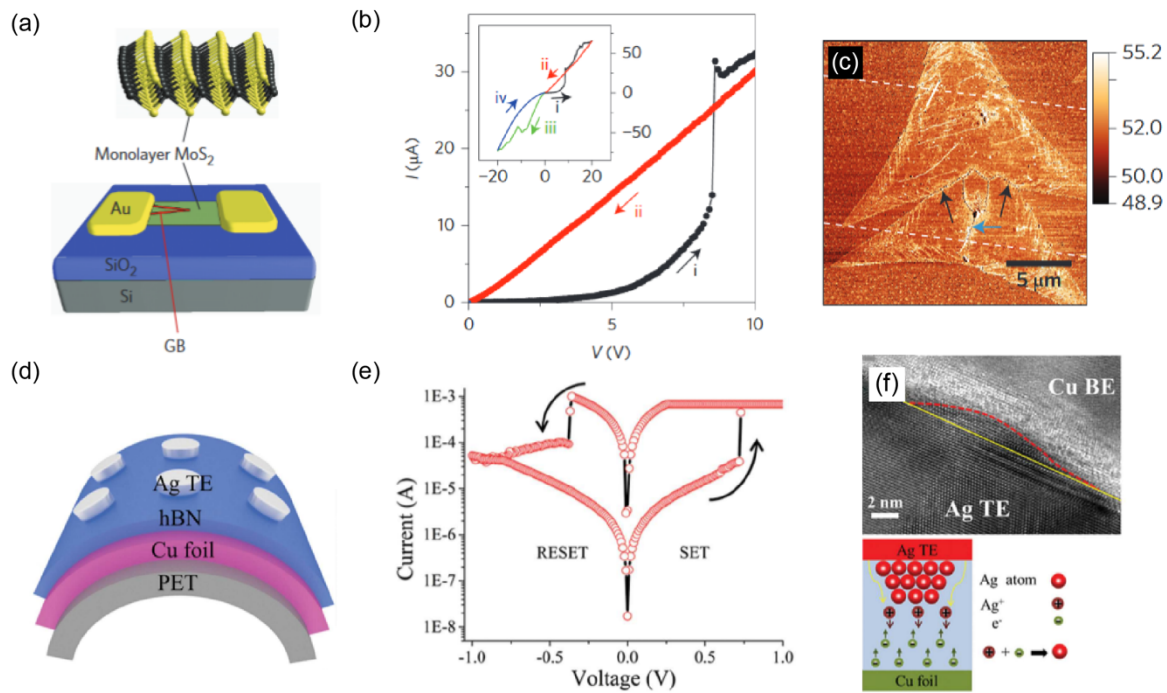 (a)
Monolayer MoS2
Au
SiO2
Si
GB
(b)
I (μA)
30
20
10
0
0
5
10
V (V)
ii
i
50
0
−50
−20
0
20
ii
i
iv
iii
(c)
55.2
52.0
50.0
48.9
5 μm
(d)
Ag TE
hBN
Cu foil
PET
(e)
Current (A)
1E-3
1E-4
1E-5
1E-6
1E-7
1E-8
RESET
SET
-1.0
-0.5
0.0
0.5
1.0
Voltage (V)
(f)
Cu BE
2 nm
Ag TE
Ag TE
Ag atom
Ag+
e-
+
Cu foil